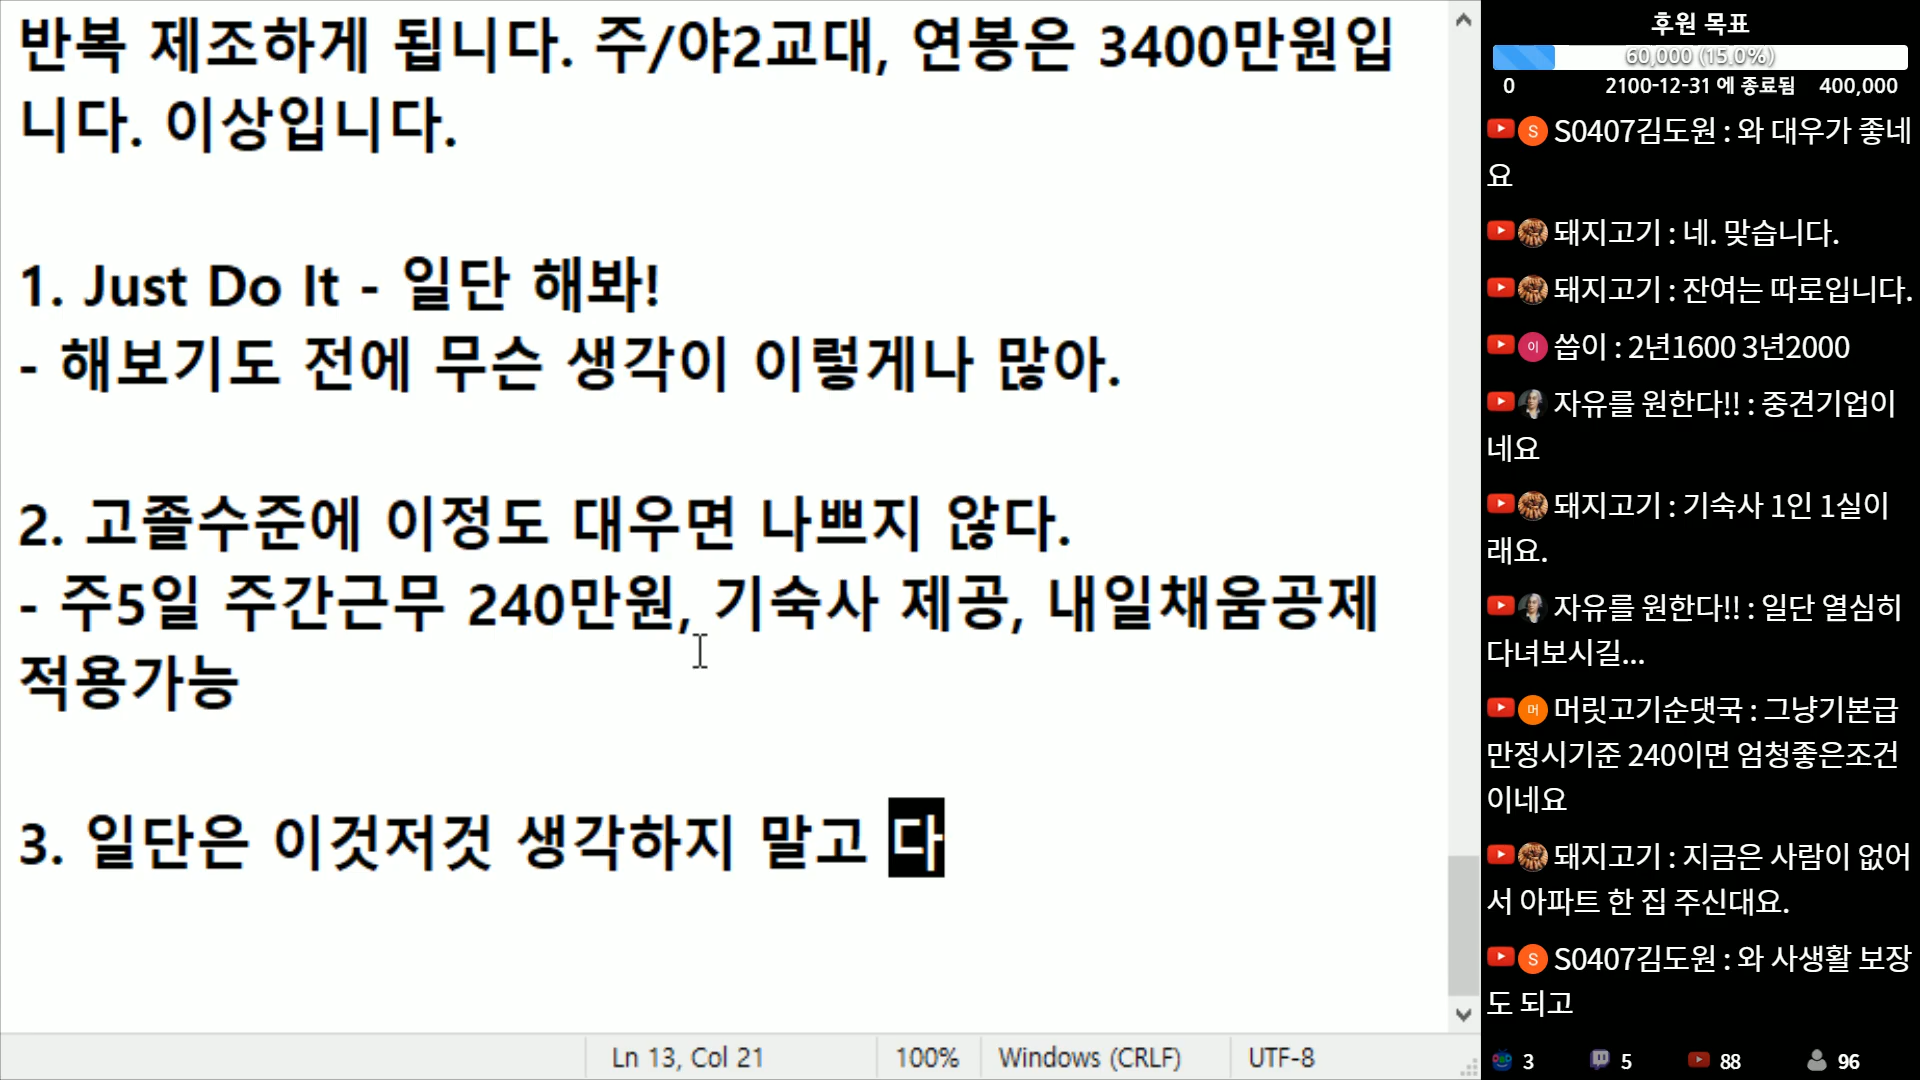 반복 제조하게 됩니다. 주/야2교대, 연봉은 3400만원입
니다. 이상입니다.
1. Just Do It - 일단 해봐!
- 해보기도 전에 무슨 생각이 이렇게나 많아.
2. 고졸수준에 이정도 대우면 나쁘지 않다.
- 주5일 주간근무 240만원, 기숙사 제공, 내일채움공제
적용가능
3. 일단은 이것저것 생각하지 말고 다
Ln 13, Col 21
100%
Windows (CRLF)
UTF-8
후원 목표
60,000 (15.0%)
0 2100-12-31 에 종료됨 400,000
S S0407김도원 : 와 대우가 좋네
요
돼지고기 : 네. 맞습니다.
돼지고기 : 잔여는 따로입니다.
이 씁이 : 2년1600 3년2000
자유를 원한다!! : 중견기업이
네요
돼지고기 : 기숙사 1인 1실이
래요.
자유를 원한다!! : 일단 열심히
다녀보시길...
머 머릿고기순댓국 : 그냥기본급
만정시기준 240이면 엄청좋은조건
이네요
돼지고기 : 지금은 사람이 없어
서 아파트 한 집 주신대요.
S S0407김도원 : 와 사생활 보장
도 되고
3 5 88 96